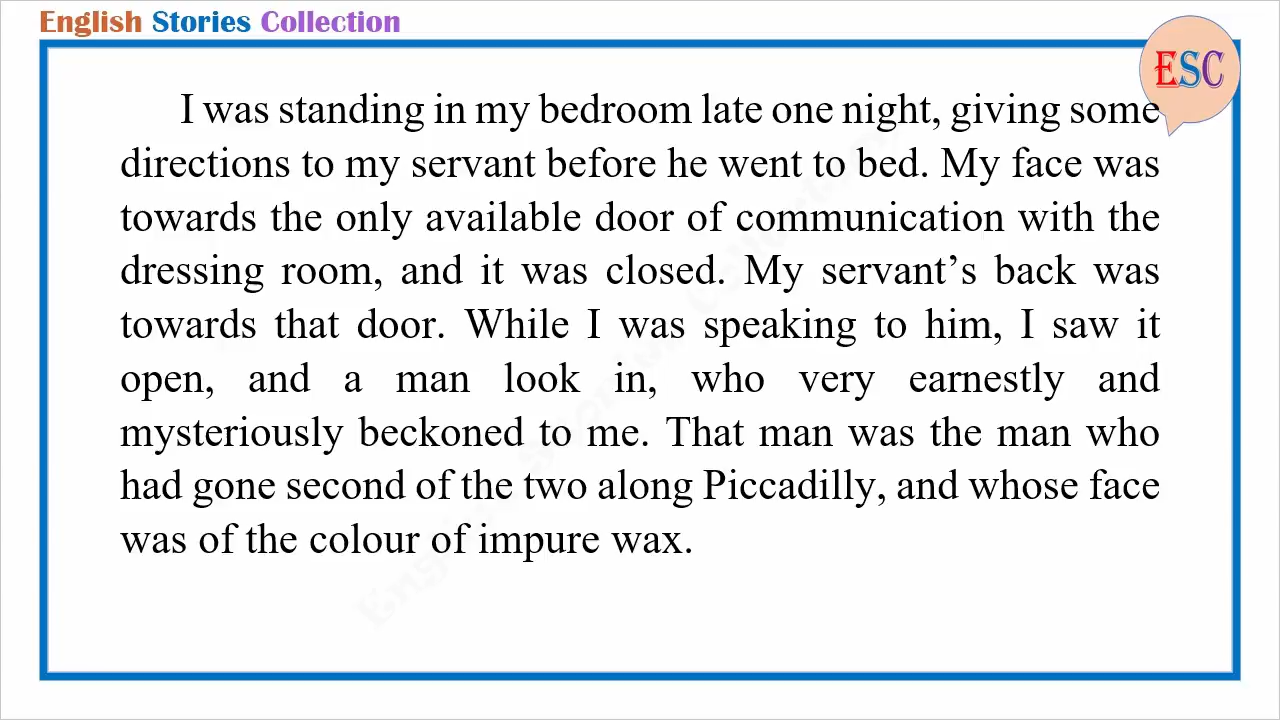 English Stories Collection
ESC
I was standing in my bedroom late one night, giving some
directions to my servant before he went to bed. My face was
towards the only available door of communication with the
dressing room, and it was closed. My servant’s back was
towards that door. While I was speaking to him, I saw it
open, and a man look in, who very earnestly and
mysteriously beckoned to me. That man was the man who
had gone second of the two along Piccadilly, and whose face
was of the colour of impure wax.